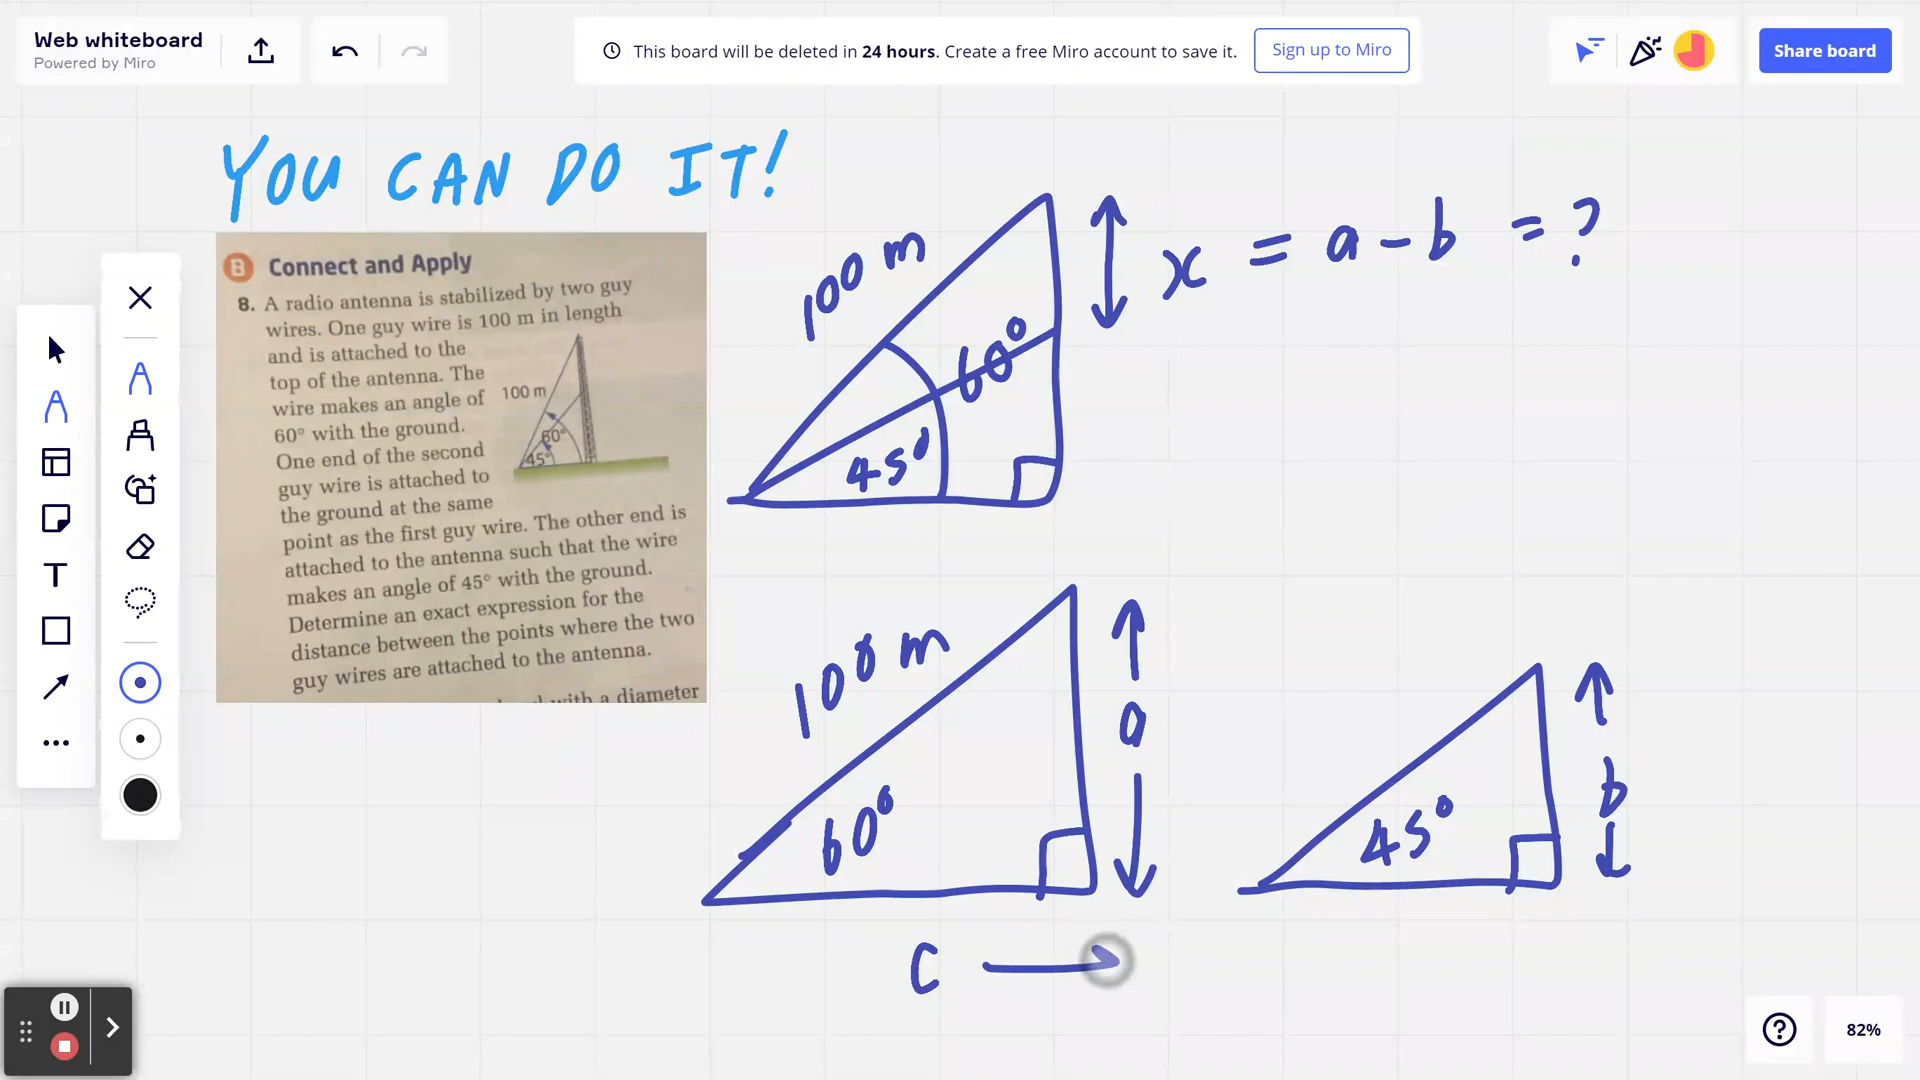 Web whiteboard
Powered by Miro
This board will be deleted in 24 hours. Create a free Miro account to save it.
Sign up to Miro
Share board
YOU CAN DO IT!
B Connect and Apply
8. A radio antenna is stabilized by two guy
wires. One guy wire is 100 m in length
and is attached to the
top of the antenna. The
wire makes an angle of
60° with the ground.
One end of the second
guy wire is attached to
the ground at the same
point as the first guy wire. The other end is
attached to the antenna such that the wire
makes an angle of 45° with the ground.
Determine an exact expression for the
distance between the points where the two
guy wires are attached to the antenna.
with a diameter
100 m
60°
45°
100 m
60°
45°
x = a - b = ?
100 m
60°
a
c
45°
b
T
82%